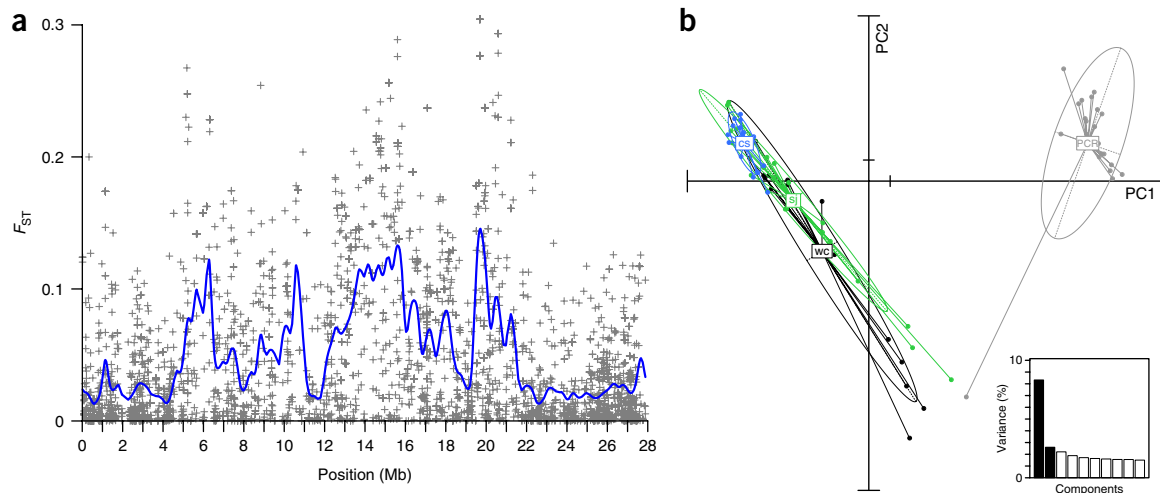 a
0.3
0.2
0.1
0
F_ST
0 2 4 6 8 10 12 14 16 18 20 22 24 26 28
Position (Mb)
b
PC2
PC1
CS
SJ
WC
PCR
10
0
Variance (%)
Components